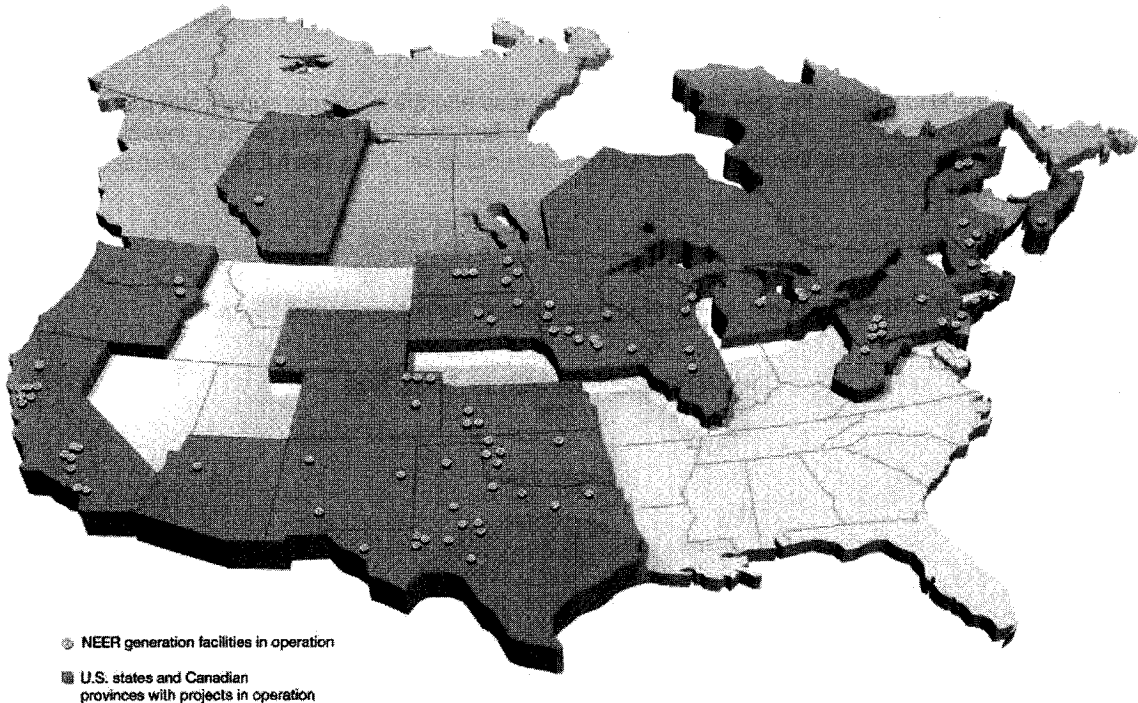 NEER generation facilities in operation
U.S. states and Canadian
provinces with projects in operation